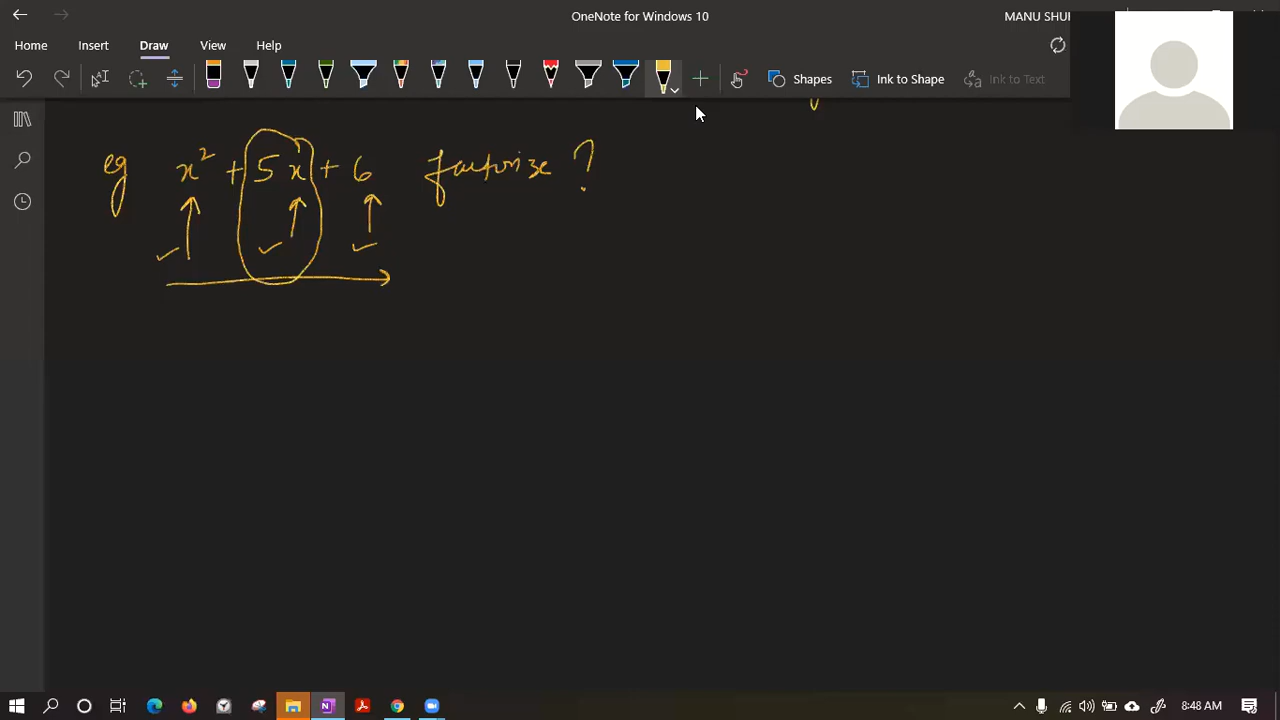 OneNote for Windows 10
MANU SHUK
Home Insert Draw View Help
Shapes Ink to Shape Ink to Text
eg x² + 5x + 6 factorize ?
8:48 AM